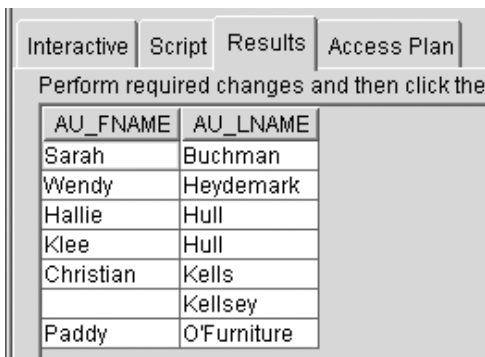 Interactive Script Results Access Plan
Perform required changes and then click the
AU_FNAME AU_LNAME
Sarah Buchman
Wendy Heydemark
Hallie Hull
Klee Hull
Christian Kells
Kellsey
Paddy O'Furniture